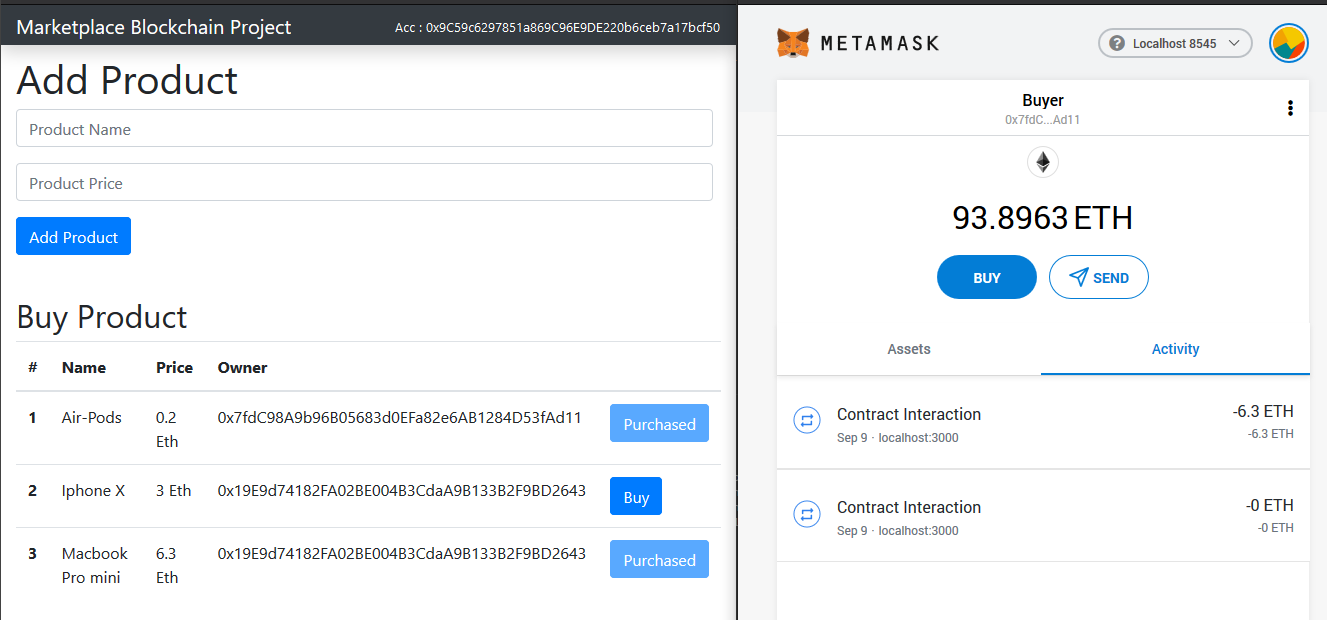 Marketplace Blockchain Project
Acc : 0x9C59c6297851a869C96E9DE220b6ceb7a17bcf50
Add Product
Product Name
Product Price
Add Product
Buy Product
# Name Price Owner
1 Air-Pods 0.2 Eth 0x7fdC98A9b96B05683d0EFa82e6AB1284D53fAd11 Purchased
2 Iphone X 3 Eth 0x19E9d74182FA02BE004B3CdaA9B133B2F9BD2643 Buy
3 Macbook Pro mini 6.3 Eth 0x19E9d74182FA02BE004B3CdaA9B133B2F9BD2643 Purchased
METAMASK
? Localhost 8545
Buyer
0x7fdC...Ad11
93.8963 ETH
BUY
SEND
Assets
Activity
Contract Interaction -6.3 ETH
Sep 9 · localhost:3000 -6.3 ETH
Contract Interaction -0 ETH
Sep 9 · localhost:3000 -0 ETH